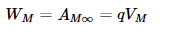 W_M = A_{M∞} = qV_M